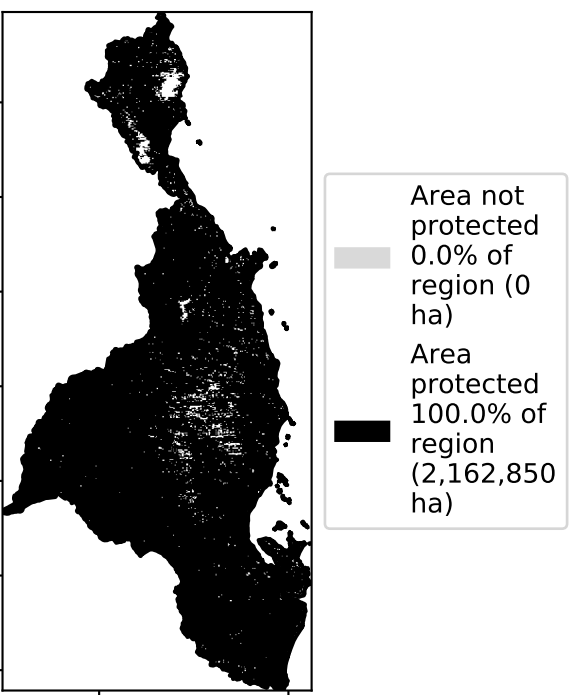 Area not
protected
0.0% of
region (0
ha)
Area
protected
100.0% of
region
(2,162,850
ha)